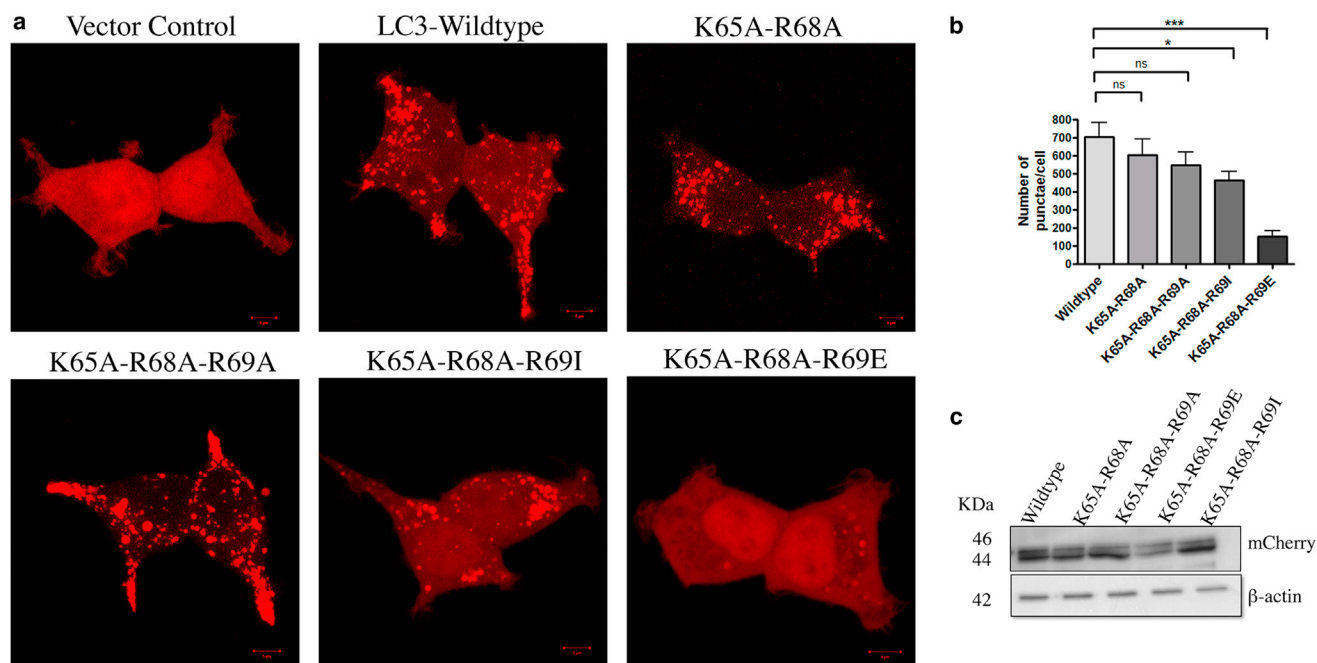 a
Vector Control
LC3-Wildtype
K65A-R68A
K65A-R68A-R69A
K65A-R68A-R69I
K65A-R68A-R69E
b
***
*
ns
ns
Number of
punctae/cell
800
700
600
500
400
300
200
100
0
Wildtype
K65A-R68A
K65A-R68A-R69A
K65A-R68A-R69I
K65A-R68A-R69E
c
KDa
Wildtype
K65A-R68A
K65A-R68A-R69A
K65A-R68A-R69E
K65A-R68A-R69I
46
44
mCherry
42
β-actin